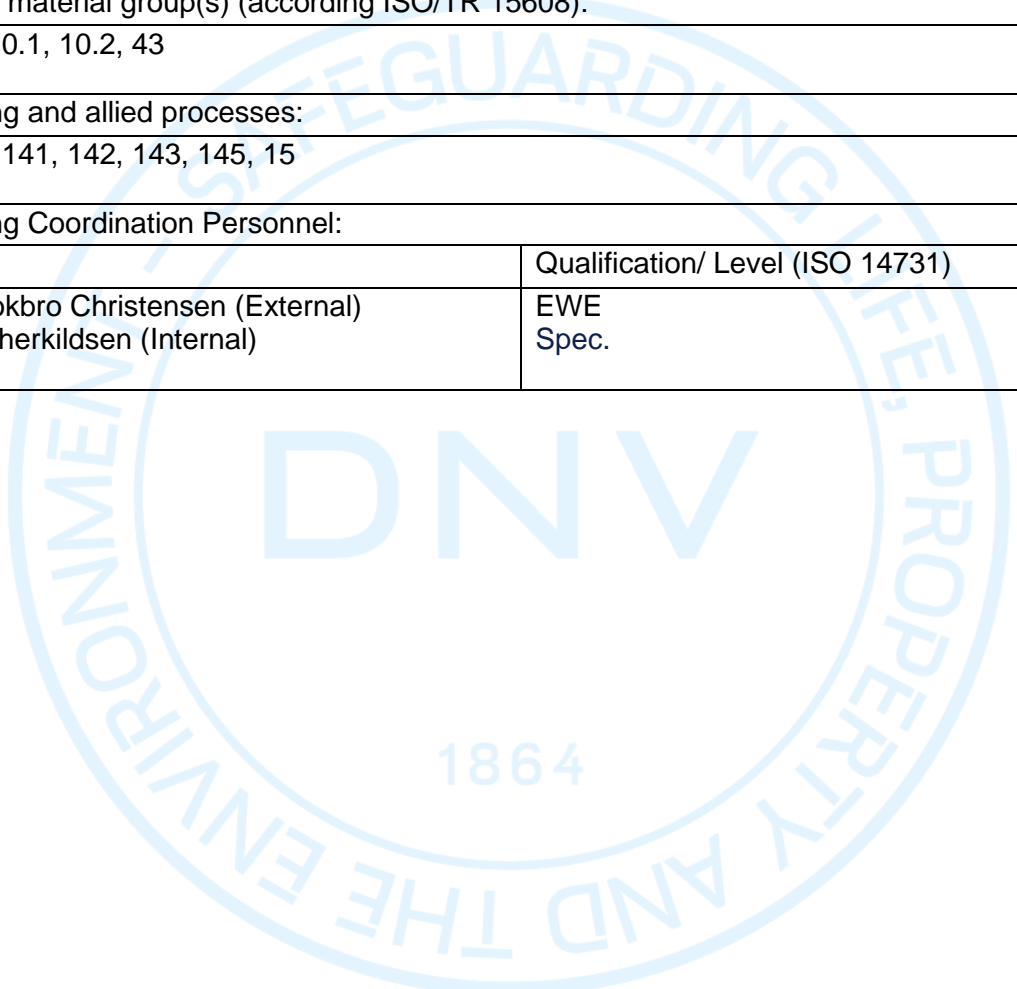 material group(s) (according ISO/TR 15608):
0.1, 10.2, 43
ng and allied processes:
141, 142, 143, 145, 15
ng Coordination Personnel:
Qualification/ Level (ISO 14731)
okbro Christensen (External)
EWE
herkildsen (Internal)
Spec.
SAFEGUARDING LIFE, PROPERTY AND THE ENVIRONMENT –
DNV
1864